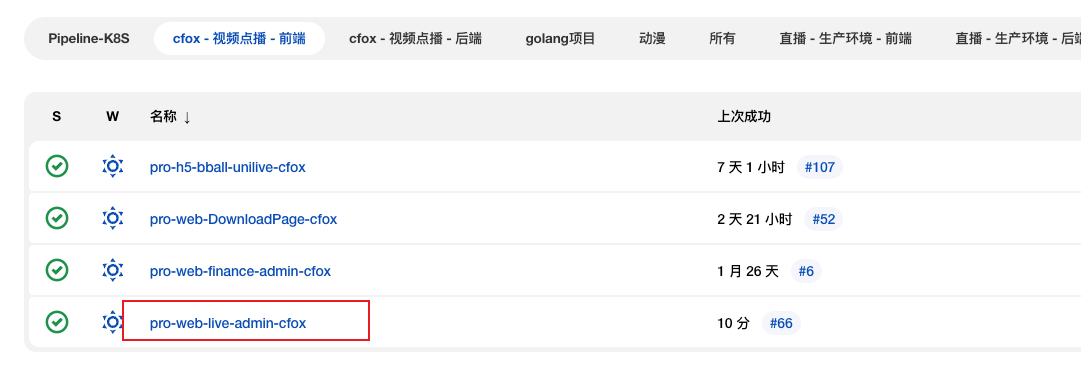 Pipeline-K8S cfox - 视频点播 - 前端 cfox - 视频点播 - 后端 golang项目 动漫 所有 直播 - 生产环境 - 前端 直播 - 生产环境 - 后端
S W 名称 ↓ 上次成功
pro-h5-bball-unilive-cfox 7 天 1 小时 #107
pro-web-DownloadPage-cfox 2 天 21 小时 #52
pro-web-finance-admin-cfox 1 月 26 天 #6
pro-web-live-admin-cfox 10 分 #66